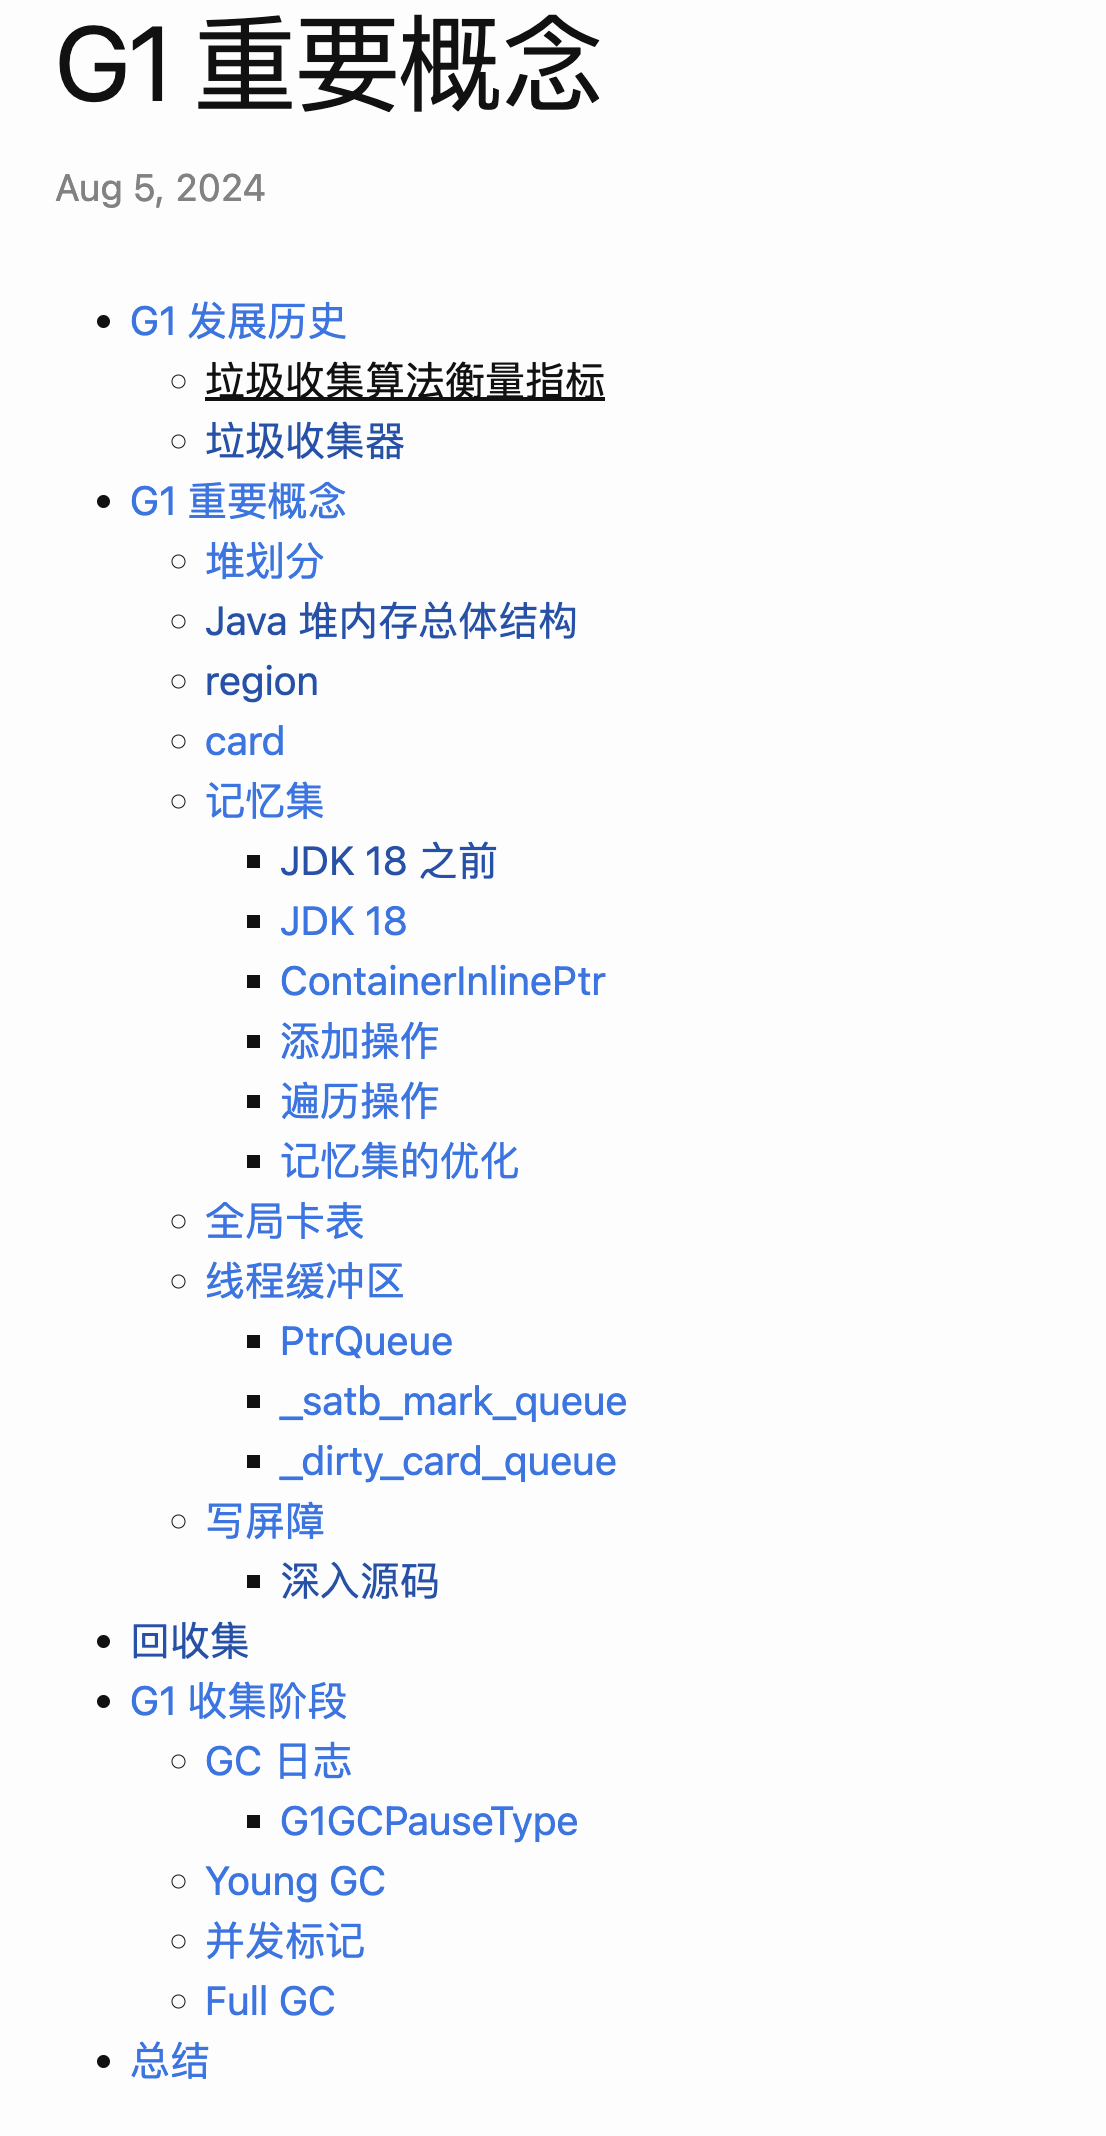 G1 重要概念
Aug 5, 2024
G1 发展历史
垃圾收集算法衡量指标
垃圾收集器
G1 重要概念
堆划分
Java 堆内存总体结构
region
card
记忆集
JDK 18 之前
JDK 18
ContainerInlinePtr
添加操作
遍历操作
记忆集的优化
全局卡表
线程缓冲区
PtrQueue
_satb_mark_queue
_dirty_card_queue
写屏障
深入源码
回收集
G1 收集阶段
GC 日志
G1GCPauseType
Young GC
并发标记
Full GC
总结